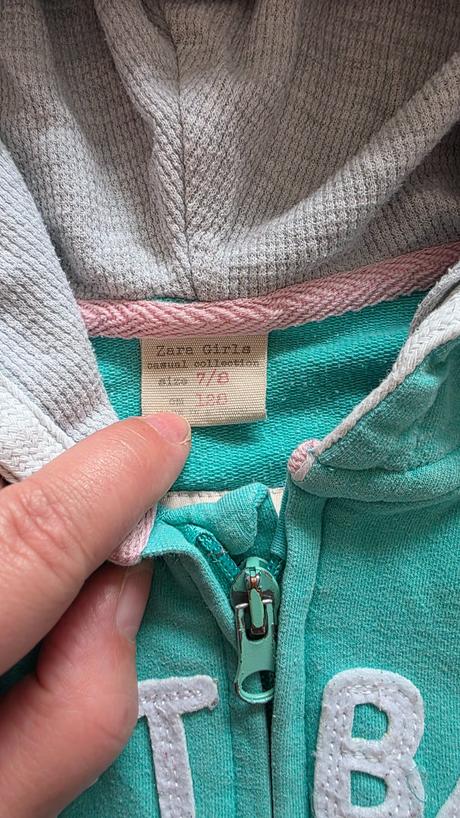 Zara Girls
casual collection
size 7/8
cm 128
T B